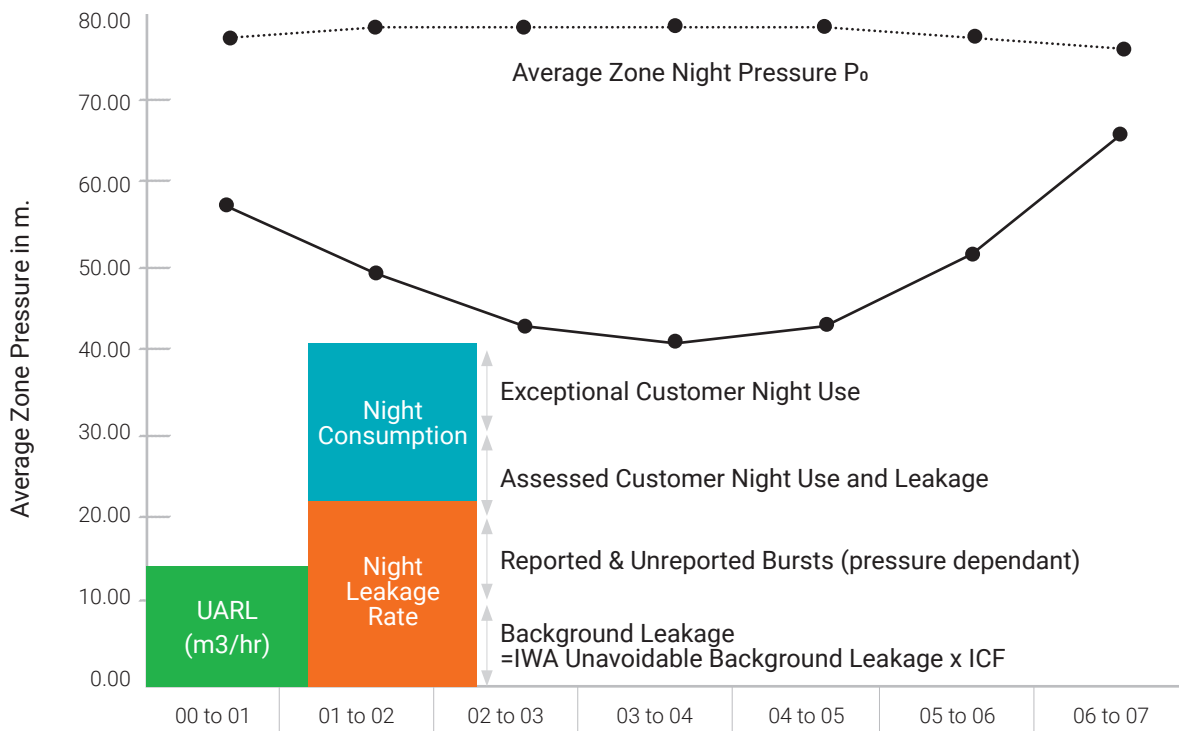 Average Zone Pressure in m.
80.00
70.00
60.00
50.00
40.00
30.00
20.00
10.00
0.00
Average Zone Night Pressure P₀
Night
Consumption
Night
Leakage
Rate
UARL
(m3/hr)
Exceptional Customer Night Use
Assessed Customer Night Use and Leakage
Reported & Unreported Bursts (pressure dependant)
Background Leakage
=IWA Unavoidable Background Leakage x ICF
00 to 01
01 to 02
02 to 03
03 to 04
04 to 05
05 to 06
06 to 07